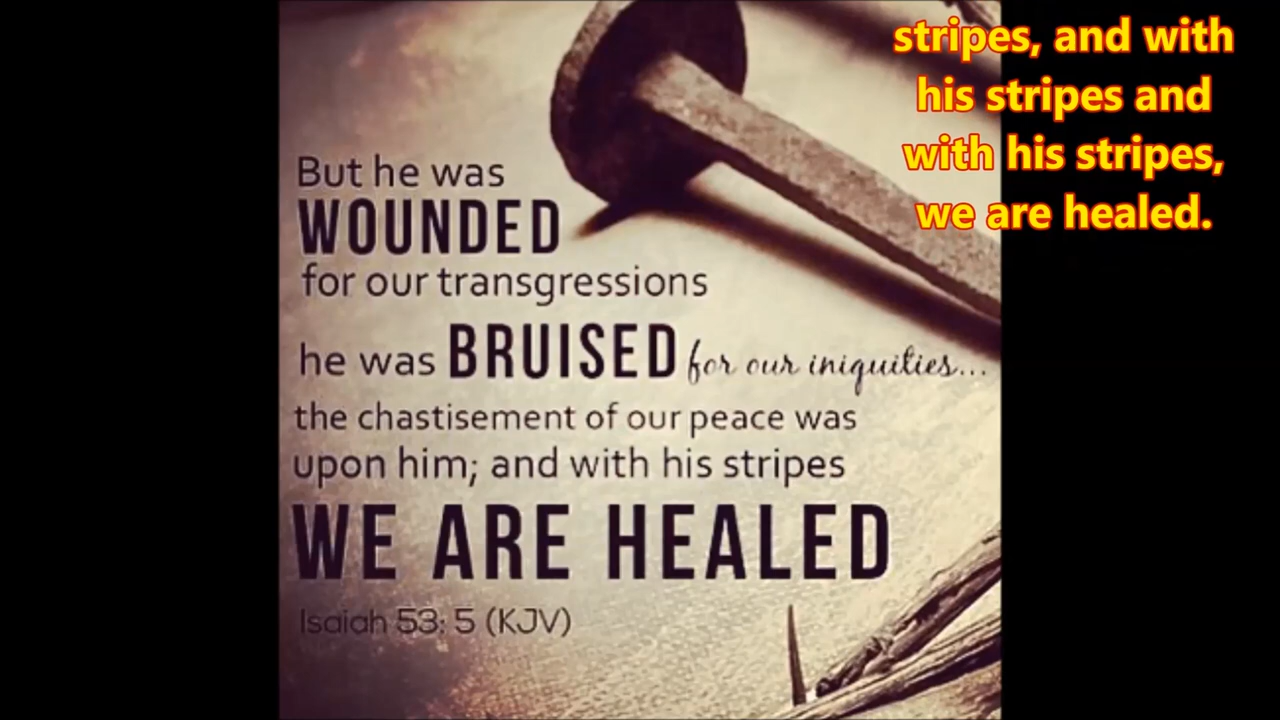 But he was
WOUNDED
for our transgressions
he was BRUISED for our iniquities...
the chastisement of our peace was
upon him; and with his stripes
WE ARE HEALED
Isaiah 53: 5 (KJV)
stripes, and with
his stripes and
with his stripes,
we are healed.